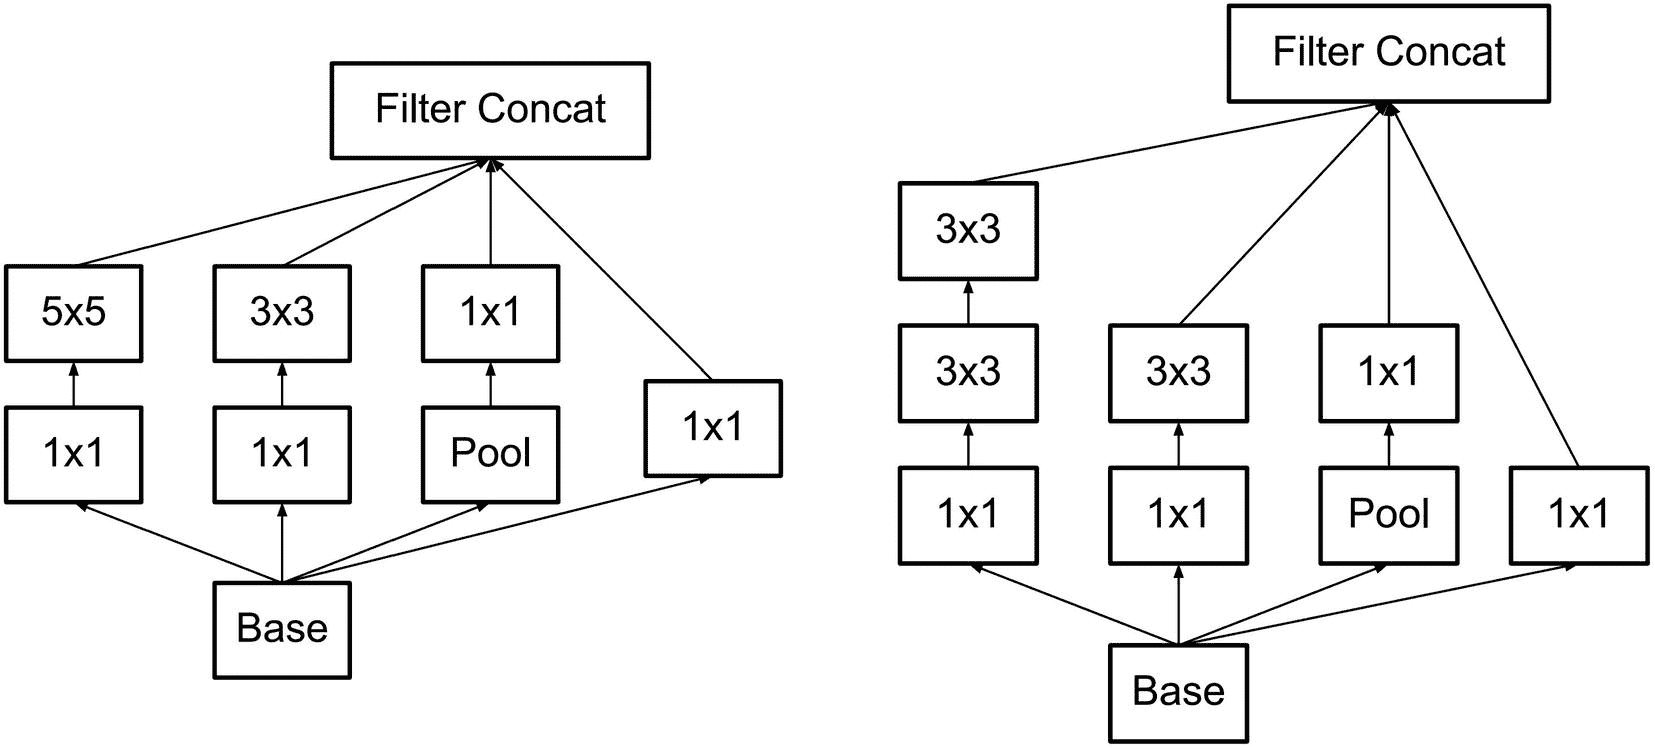 Filter Concat
5x5
3x3
1x1
1x1
1x1
Pool
1x1
Base
Filter Concat
3x3
3x3
3x3
1x1
1x1
1x1
Pool
1x1
Base